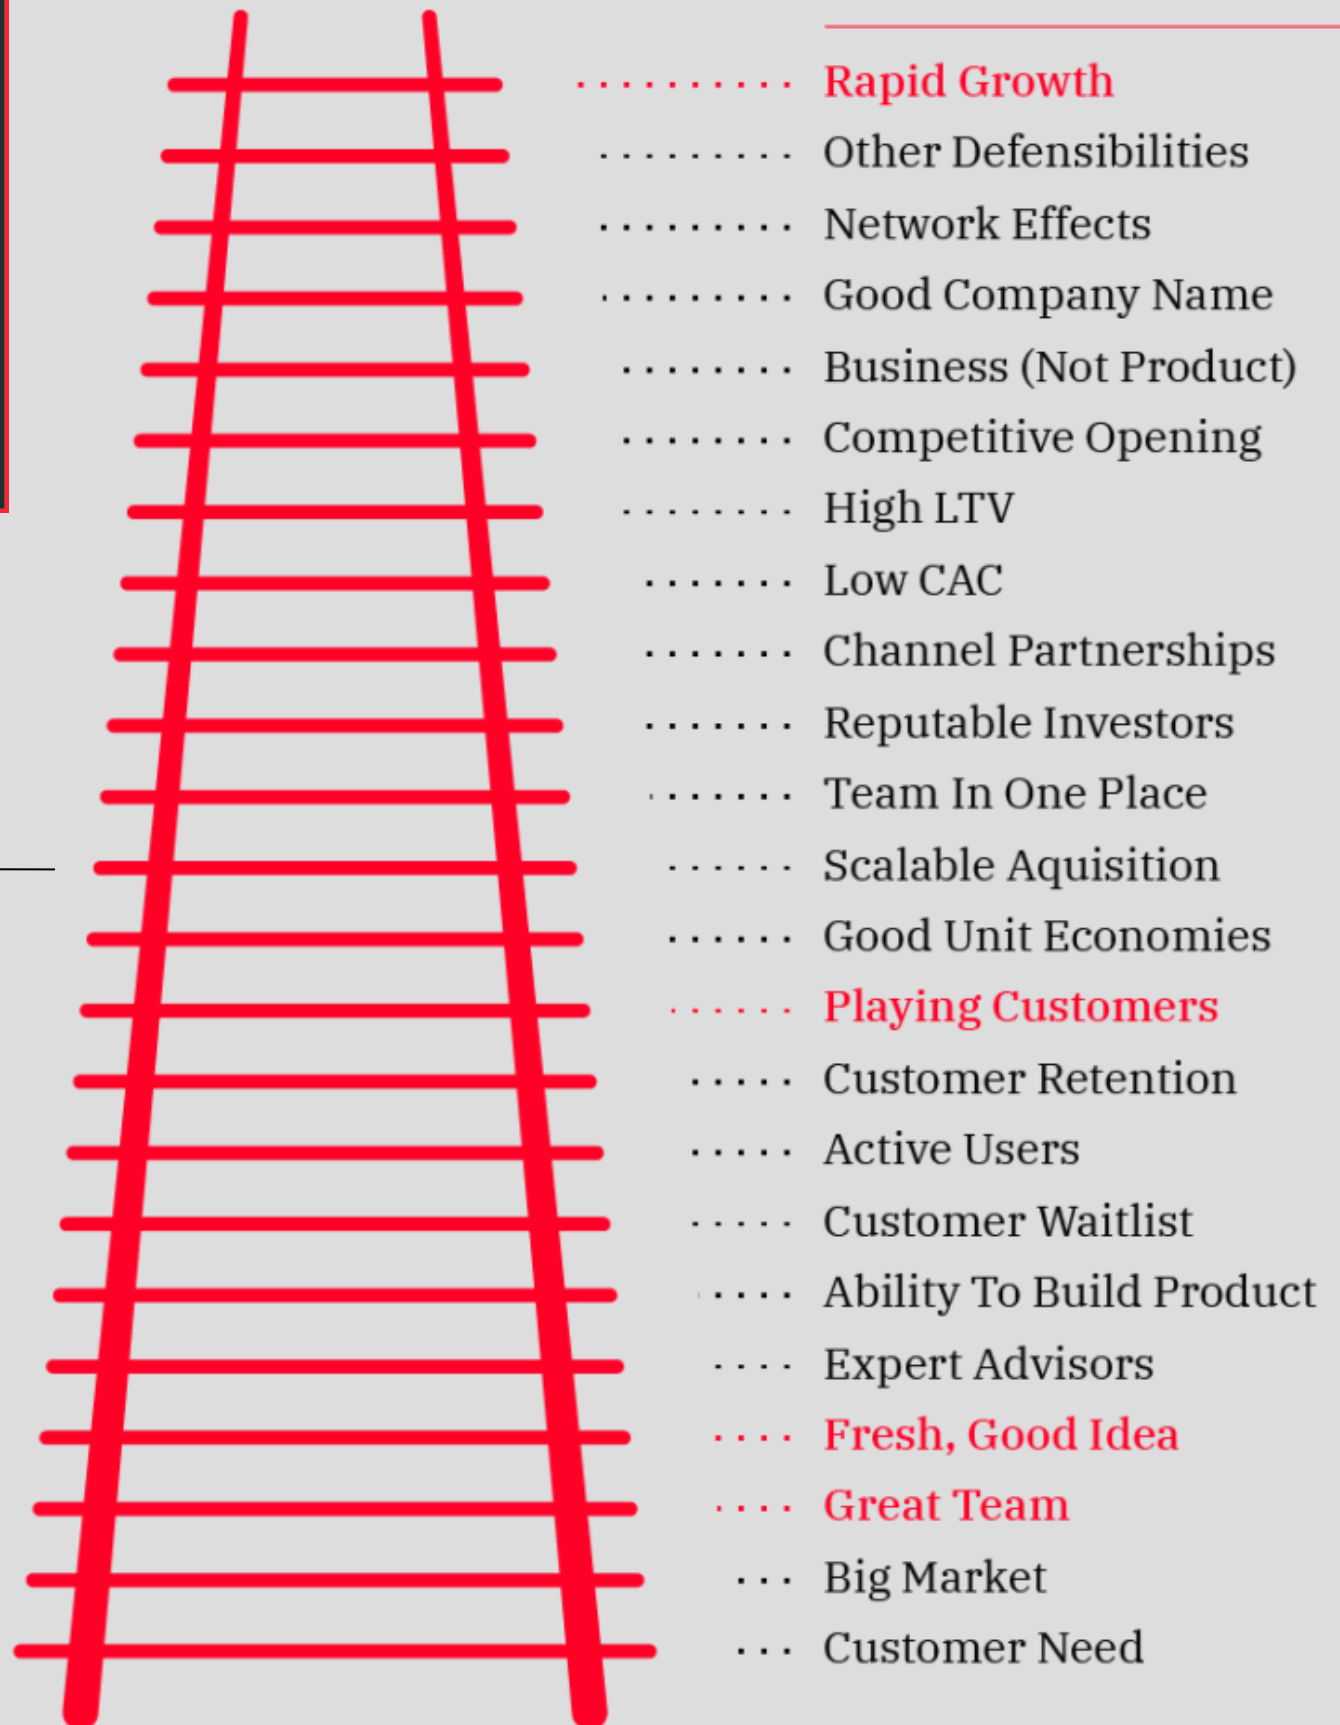 Rapid Growth
Other Defensibilities
Network Effects
Good Company Name
Business (Not Product)
Competitive Opening
High LTV
Low CAC
Channel Partnerships
Reputable Investors
Team In One Place
Scalable Aquisition
Good Unit Economies
Playing Customers
Customer Retention
Active Users
Customer Waitlist
Ability To Build Product
Expert Advisors
Fresh, Good Idea
Great Team
Big Market
Customer Need